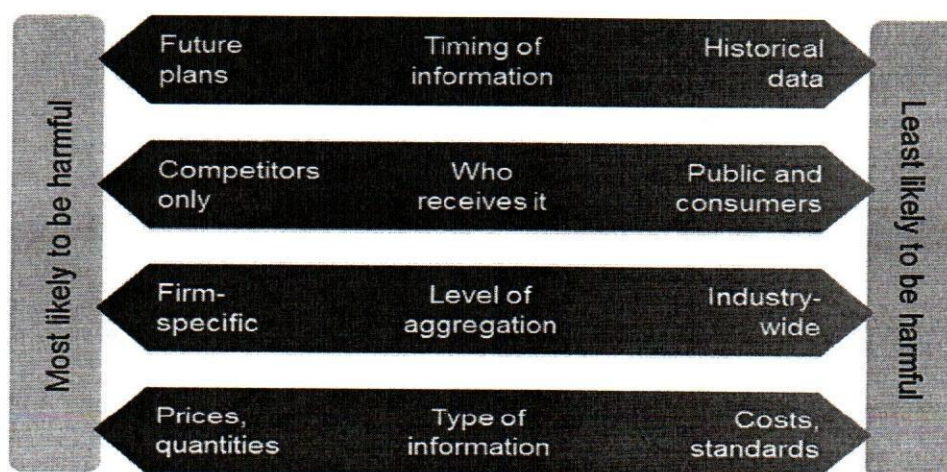 Most likely to be harmful
Future
plans
Timing of
information
Historical
data
Competitors
only
Who
receives it
Public and
consumers
Firm-
specific
Level of
aggregation
Industry-
wide
Prices,
quantities
Type of
information
Costs,
standards
Least likely to be harmful